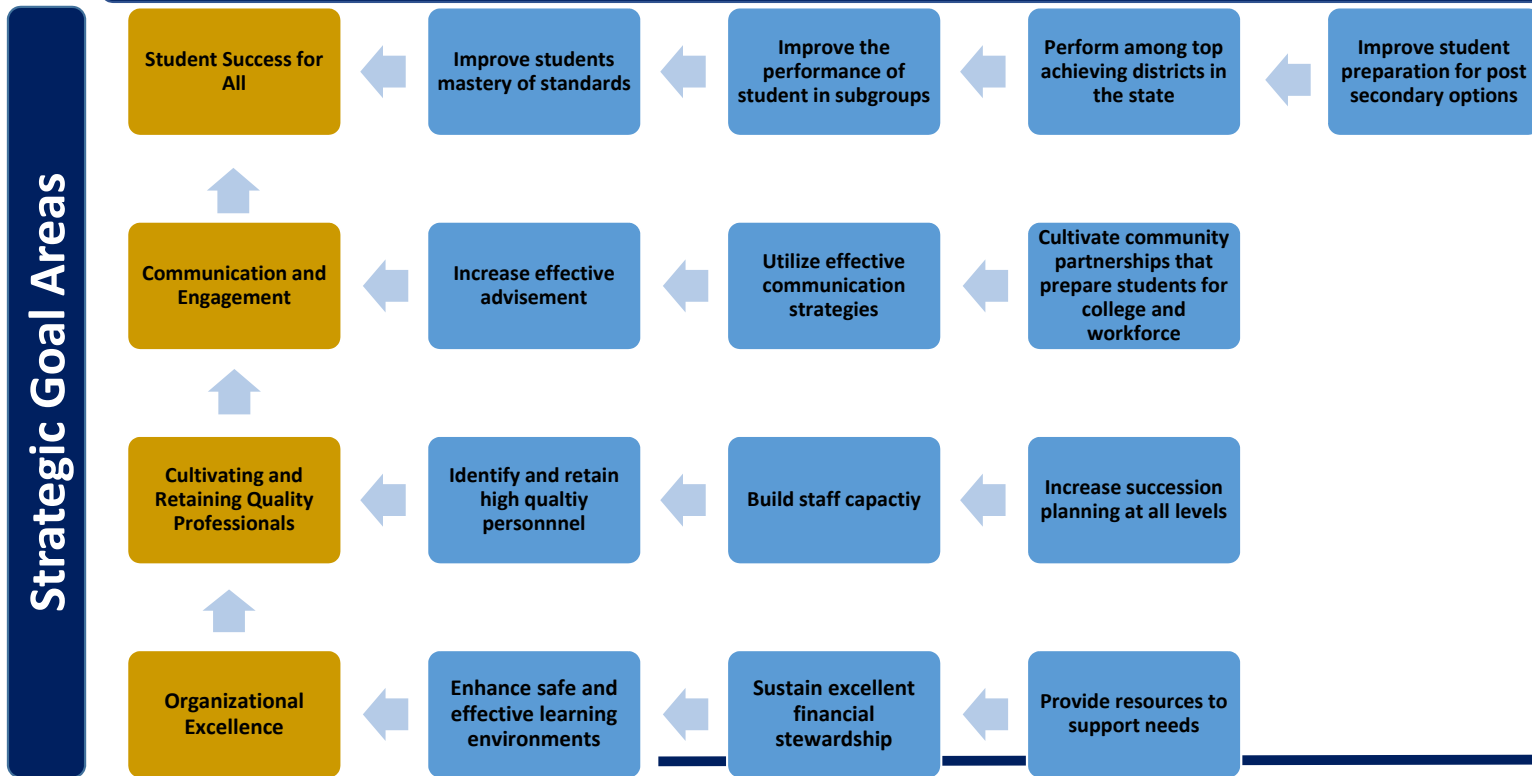 Strategic Goal Areas
Student Success for
All
Improve students
mastery of standards
Improve the
performance of
student in subgroups
Perform among top
achieving districts in
the state
Improve student
preparation for post
secondary options
Communication and
Engagement
Increase effective
advisement
Utilize effective
communication
strategies
Cultivate community
partnerships that
prepare students for
college and
workforce
Cultivating and
Retaining Quality
Professionals
Identify and retain
high qualtiy
personnnel
Build staff capactiy
Increase succession
planning at all levels
Organizational
Excellence
Enhance safe and
effective learning
environments
Sustain excellent
financial
stewardship
Provide resources to
support needs